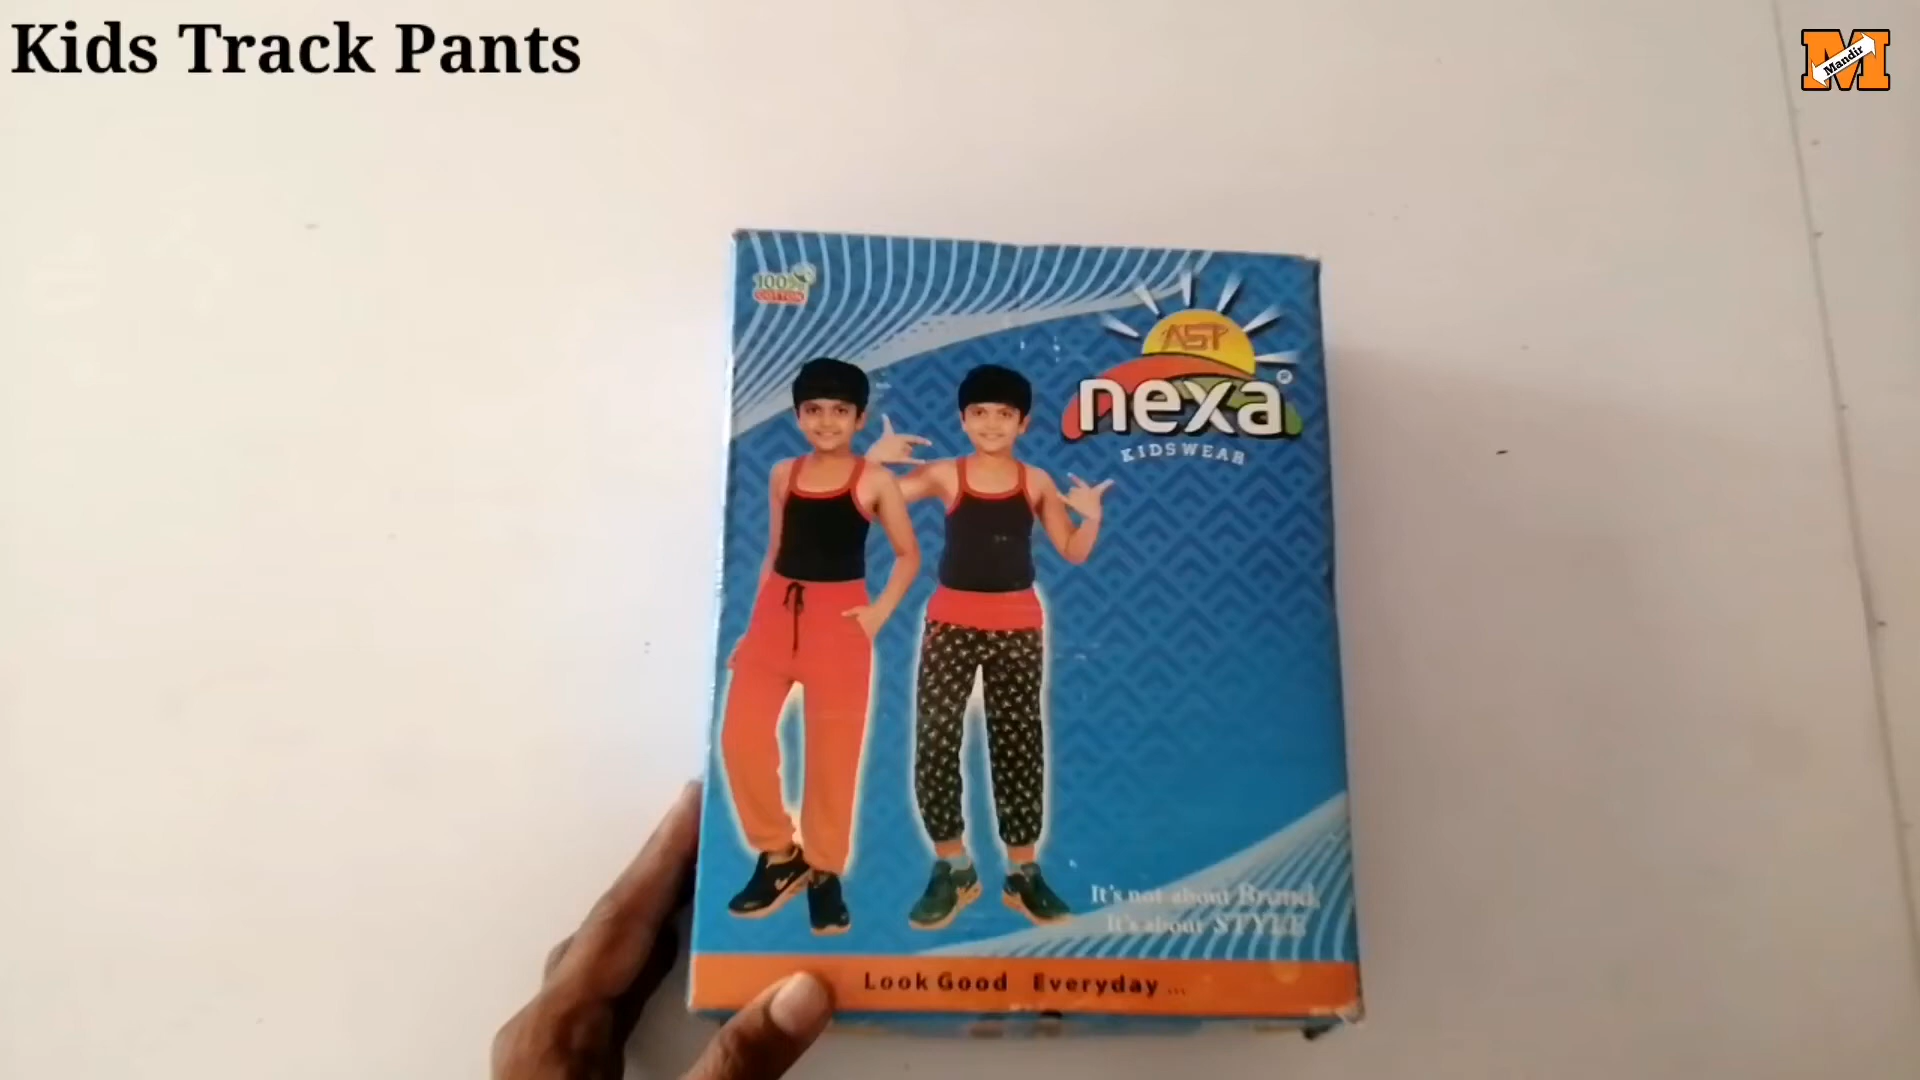 Kids Track Pants
Mandir
100%
COTTON
AST
nexa®
KIDSWEAR
It's not about Brand,
It's about STYLE
Look Good Everyday ...